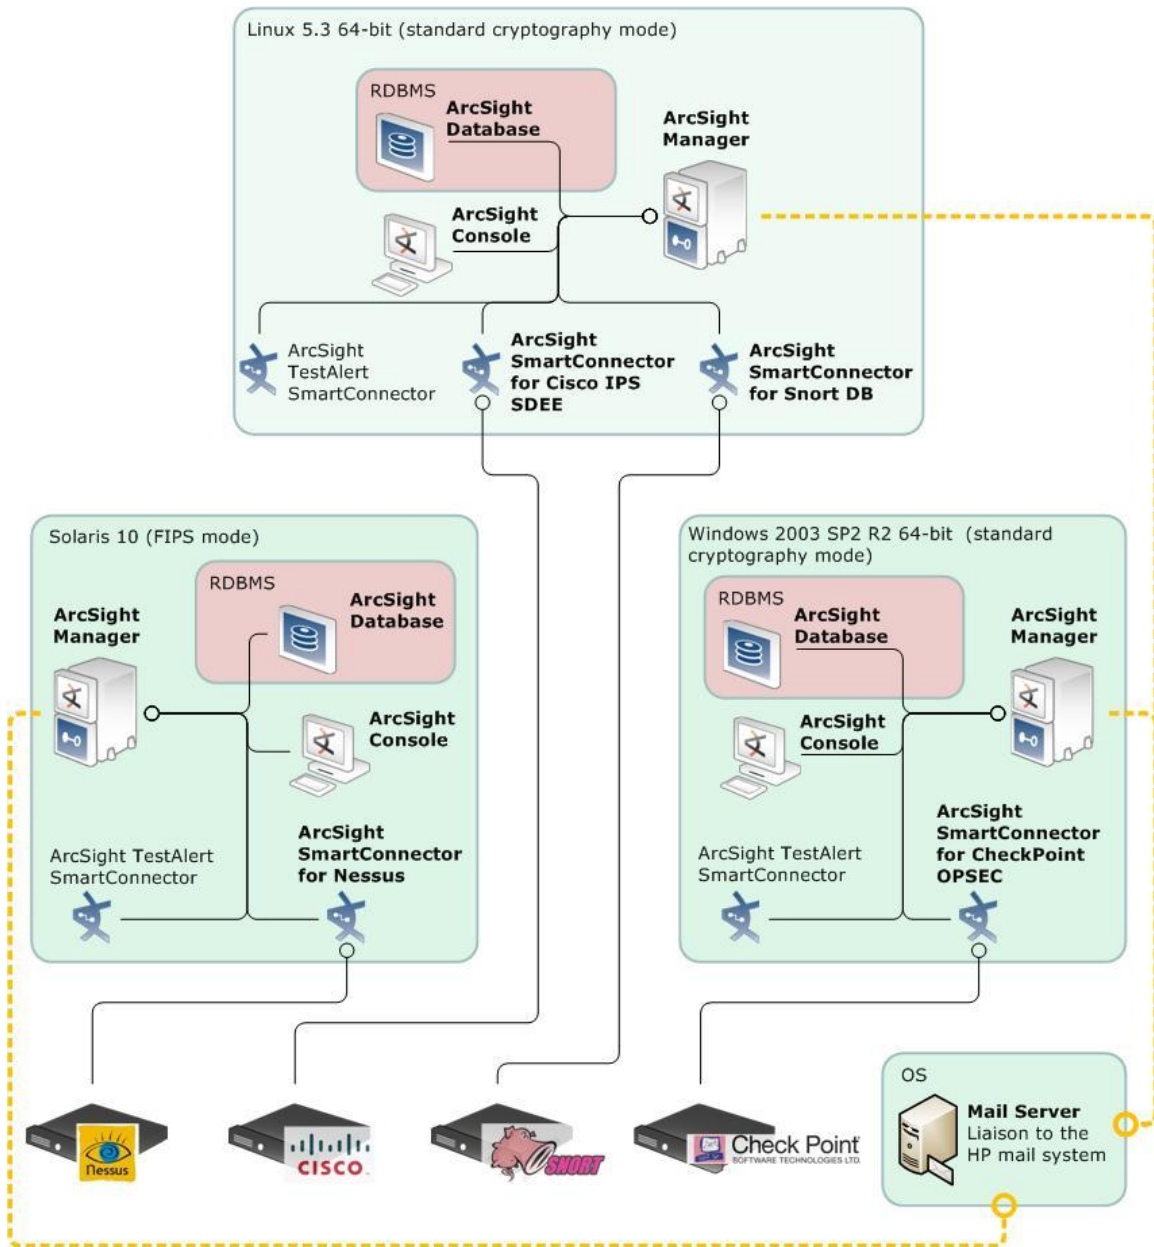 Linux 5.3 64-bit (standard cryptography mode)
RDBMS
ArcSight
Database
ArcSight
Manager
ArcSight
Console
ArcSight
TestAlert
SmartConnector
ArcSight
SmartConnector
for Cisco IPS
SDEE
ArcSight
SmartConnector
for Snort DB
Solaris 10 (FIPS mode)
RDBMS
ArcSight
Database
ArcSight
Manager
ArcSight
Console
ArcSight TestAlert
SmartConnector
ArcSight
SmartConnector
for Nessus
Windows 2003 SP2 R2 64-bit (standard
cryptography mode)
RDBMS
ArcSight
Database
ArcSight
Manager
ArcSight
Console
ArcSight TestAlert
SmartConnector
ArcSight
SmartConnector
for CheckPoint
OPSEC
Nessus
CISCO
SNORT
Check Point
SOFTWARE TECHNOLOGIES LTD.
OS
Mail Server
Liaison to the
HP mail system